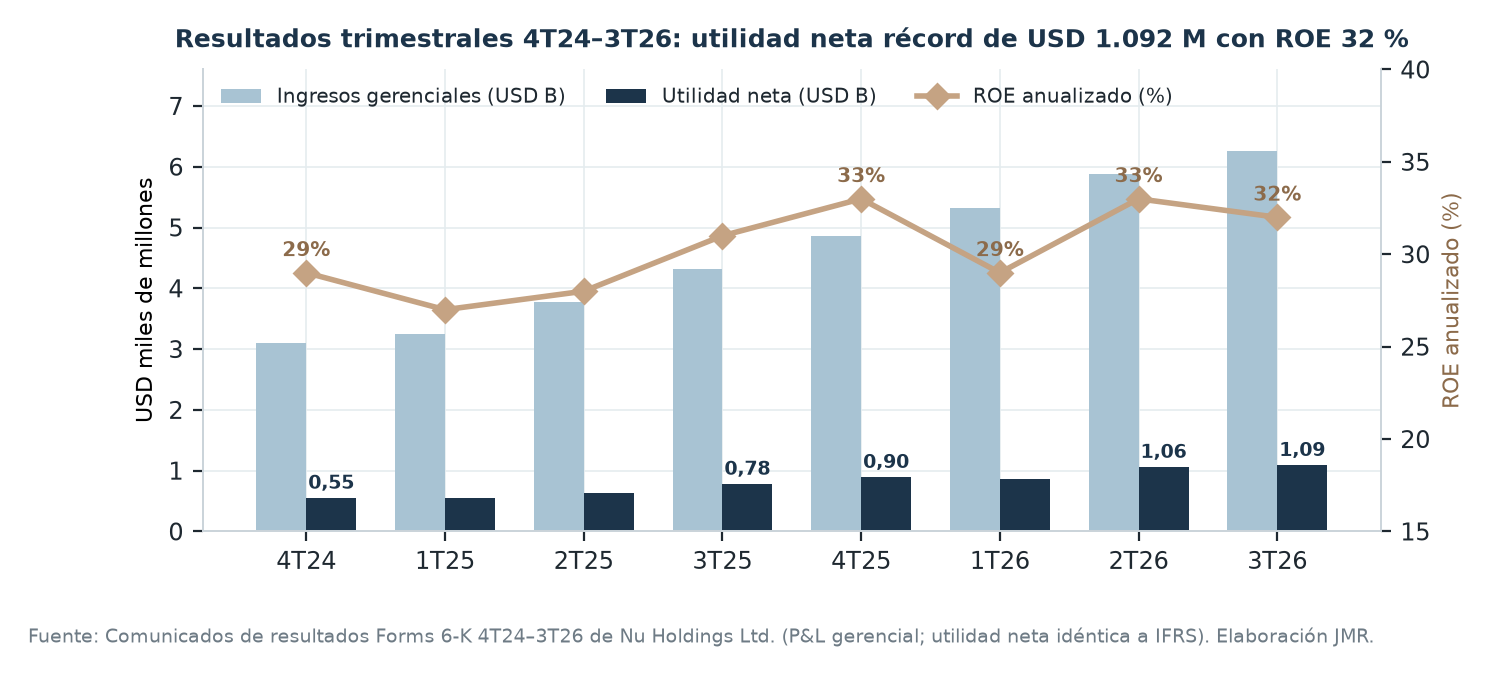 Resultados trimestrales 4T24–3T26: utilidad neta récord de USD 1.092 M con ROE 32 %
Ingresos gerenciales (USD B)
Utilidad neta (USD B)
ROE anualizado (%)
USD miles de millones
7
6
5
4
3
2
1
0
40
35
30
25
20
15
ROE anualizado (%)
29%
33%
29%
33%
32%
0,55
0,78
0,90
1,06
1,09
4T24
1T25
2T25
3T25
4T25
1T26
2T26
3T26
Fuente: Comunicados de resultados Forms 6-K 4T24–3T26 de Nu Holdings Ltd. (P&L gerencial; utilidad neta idéntica a IFRS). Elaboración JMR.